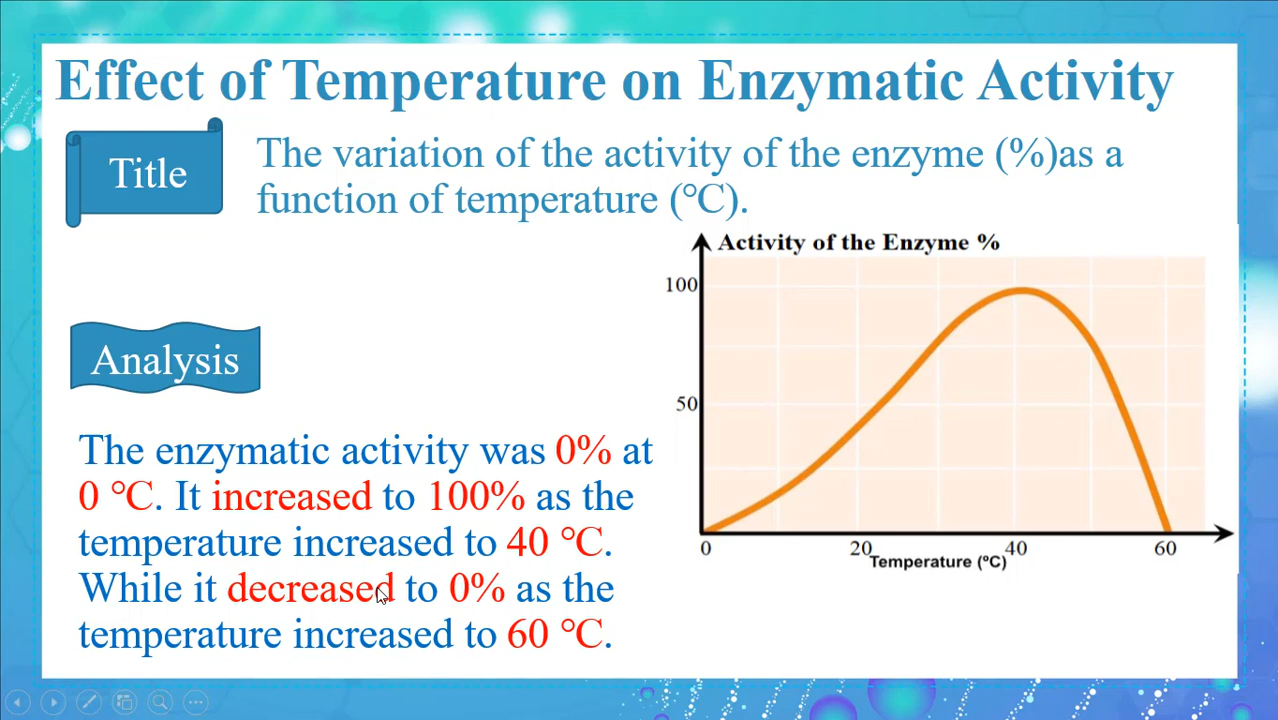 Effect of Temperature on Enzymatic Activity
Title
The variation of the activity of the enzyme (%)as a
function of temperature (°C).
Analysis
The enzymatic activity was 0% at
0 °C. It increased to 100% as the
temperature increased to 40 °C.
While it decreased to 0% as the
temperature increased to 60 °C.
Activity of the Enzyme %
100
50
0 20 40 60
Temperature (ºC)